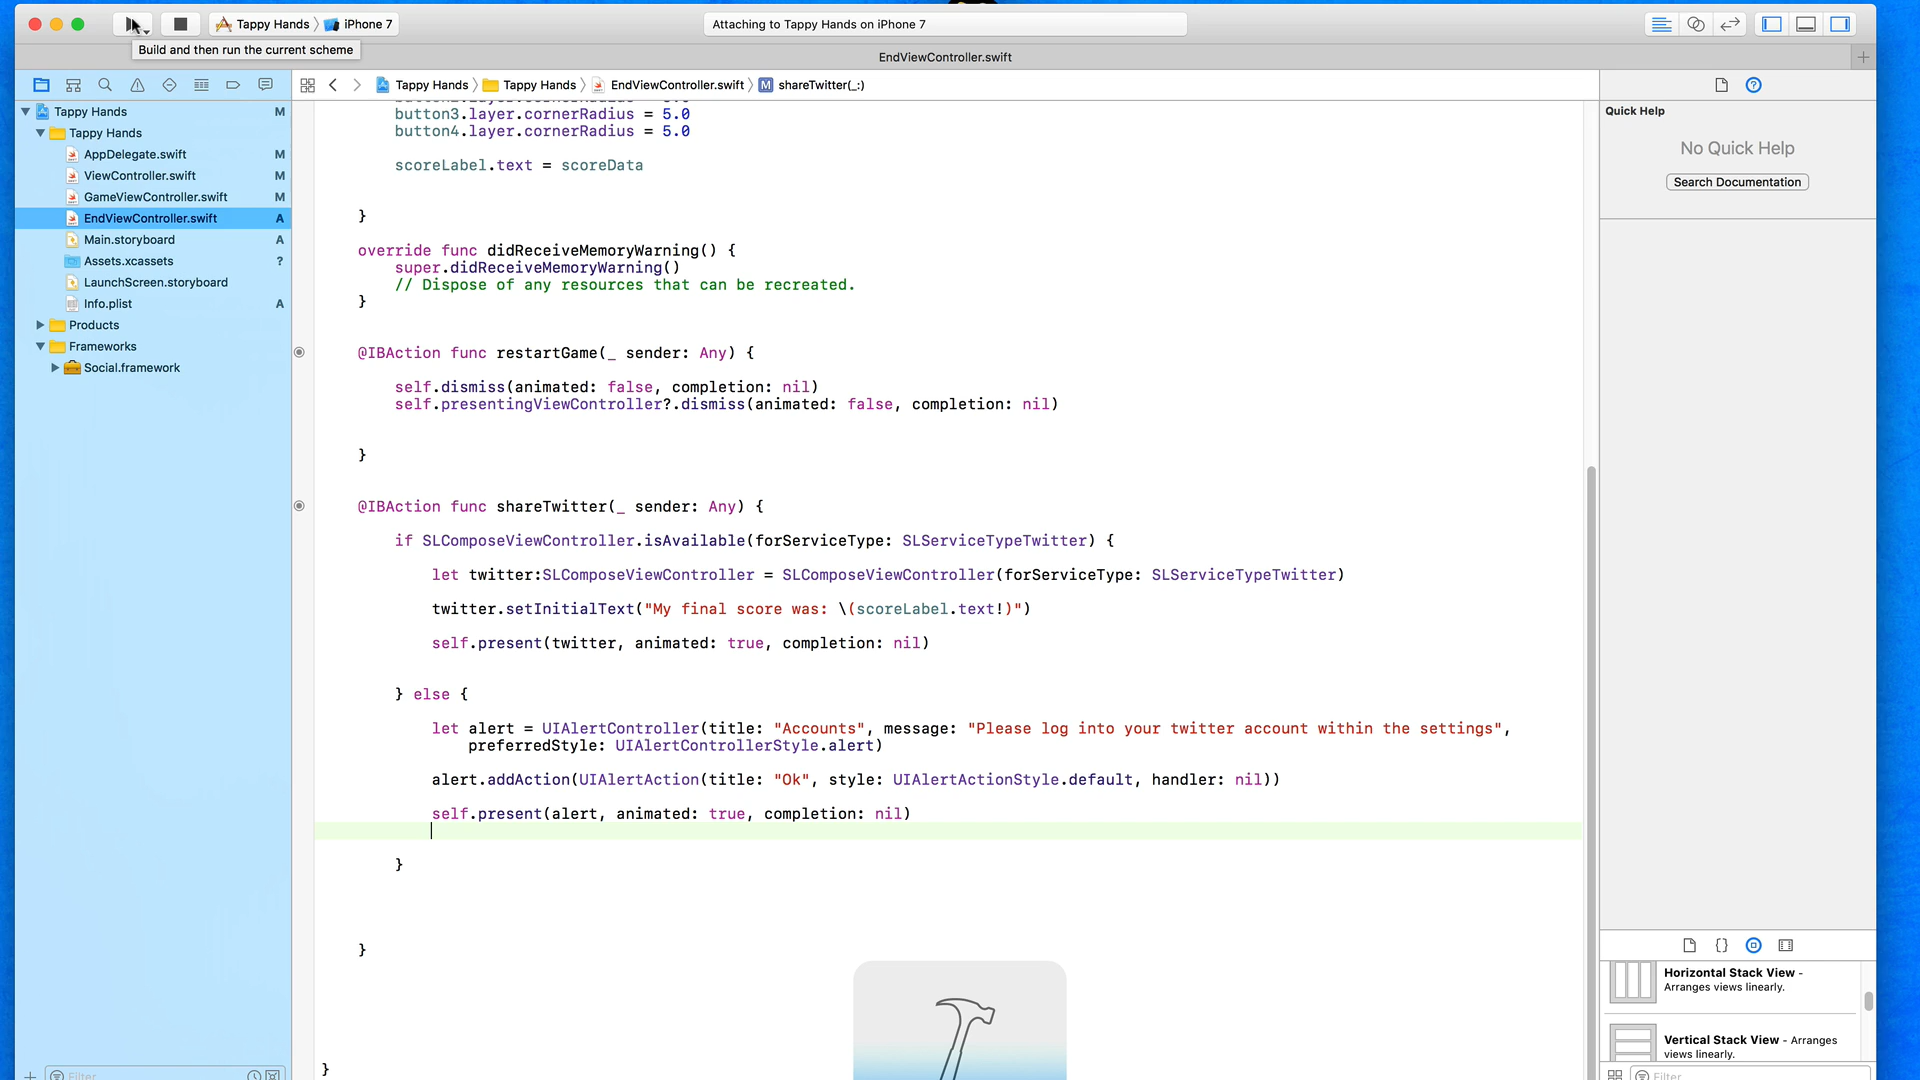 Tappy Hands iPhone 7
Attaching to Tappy Hands on iPhone 7
Build and then run the current scheme
EndViewController.swift
Tappy Hands Tappy Hands EndViewController.swift M shareTwitter(_:)
Tappy Hands M
Tappy Hands
AppDelegate.swift M
ViewController.swift M
GameViewController.swift M
EndViewController.swift A
Main.storyboard A
Assets.xcassets ?
LaunchScreen.storyboard
Info.plist A
Products
Frameworks
Social.framework
button3.layer.cornerRadius = 5.0
button4.layer.cornerRadius = 5.0
scoreLabel.text = scoreData
}
override func didReceiveMemoryWarning() {
super.didReceiveMemoryWarning()
// Dispose of any resources that can be recreated.
}
@IBAction func restartGame(_ sender: Any) {
self.dismiss(animated: false, completion: nil)
self.presentingViewController?.dismiss(animated: false, completion: nil)
}
@IBAction func shareTwitter(_ sender: Any) {
if SLComposeViewController.isAvailable(forServiceType: SLServiceTypeTwitter) {
let twitter:SLComposeViewController = SLComposeViewController(forServiceType: SLServiceTypeTwitter)
twitter.setInitialText("My final score was: \(scoreLabel.text!)")
self.present(twitter, animated: true, completion: nil)
} else {
let alert = UIAlertController(title: "Accounts", message: "Please log into your twitter account within the settings",
preferredStyle: UIAlertControllerStyle.alert)
alert.addAction(UIAlertAction(title: "Ok", style: UIAlertActionStyle.default, handler: nil))
self.present(alert, animated: true, completion: nil)
}
}
}
Quick Help
No Quick Help
Search Documentation
Horizontal Stack View -
Arranges views linearly.
Vertical Stack View - Arranges
views linearly.
Filter
Filter